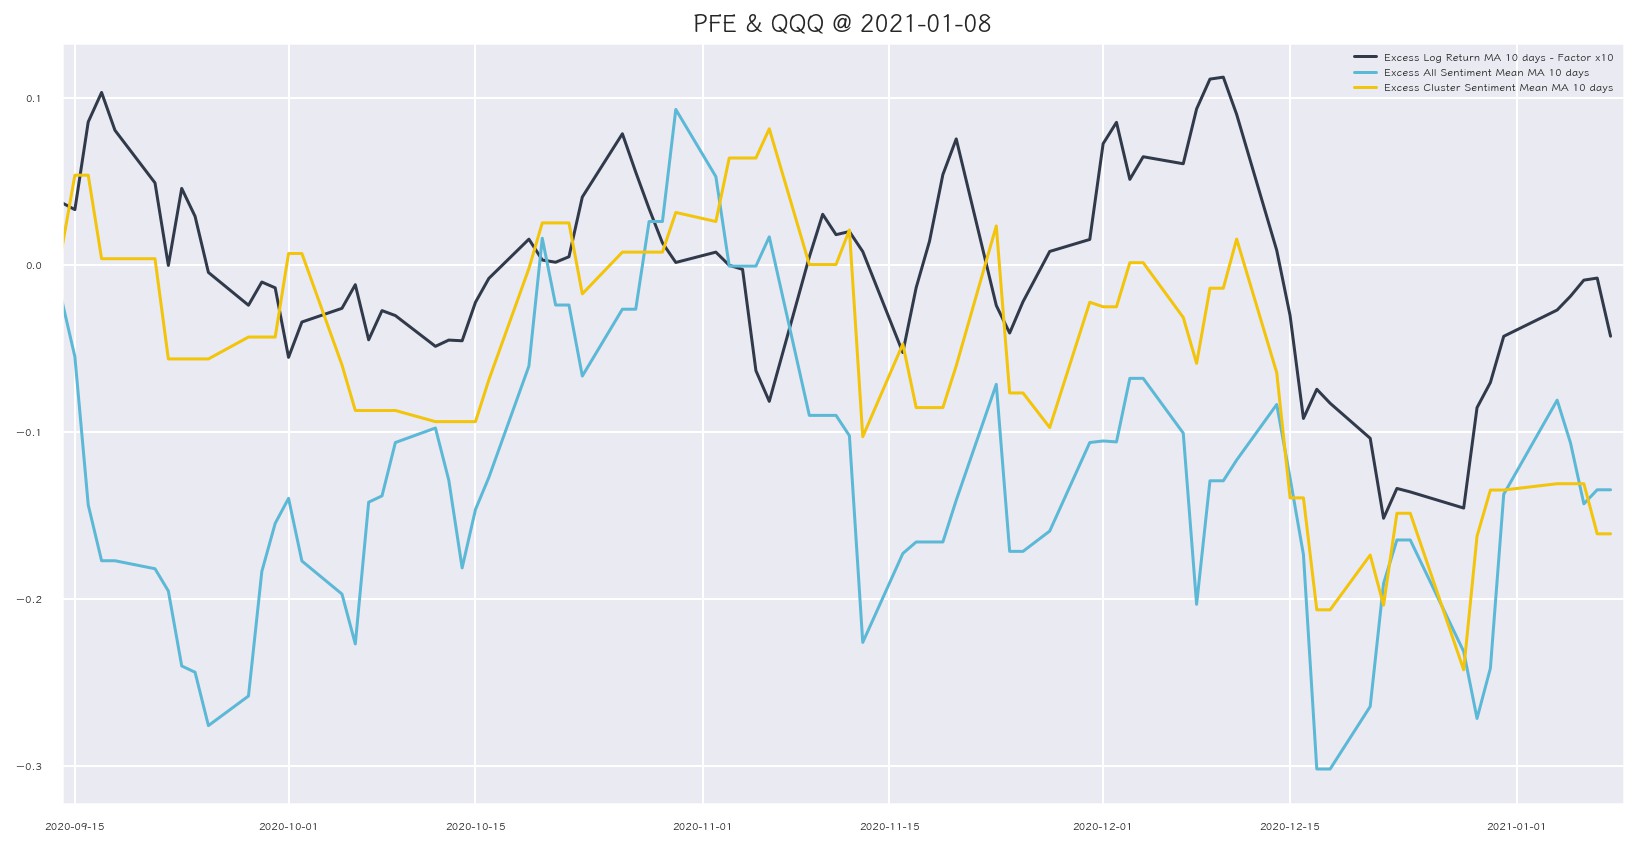 PFE & QQQ @ 2021-01-08
Excess Log Return MA 10 days - Factor x10
Excess All Sentiment Mean MA 10 days
Excess Cluster Sentiment Mean MA 10 days
0.1
0.0
−0.1
−0.2
−0.3
2020-09-15 2020-10-01 2020-10-15 2020-11-01 2020-11-15 2020-12-01 2020-12-15 2021-01-01